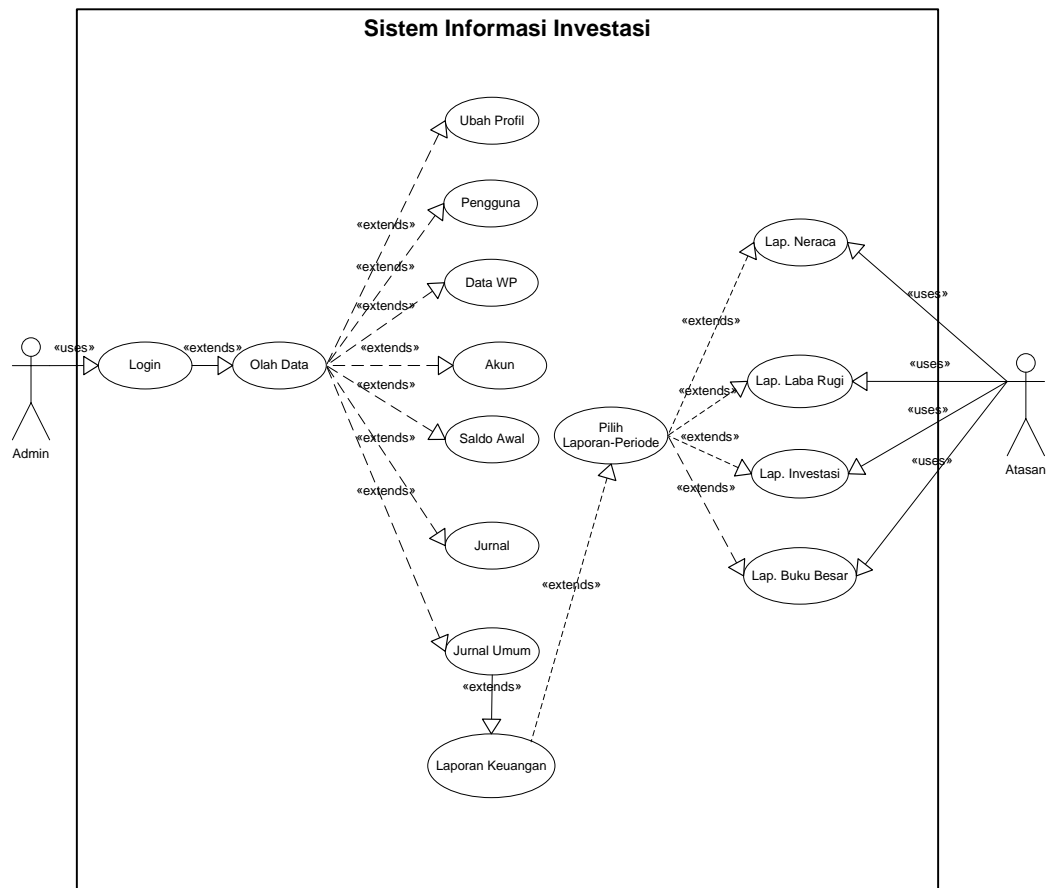 Sistem Informasi Investasi
Ubah Profil
Pengguna
«extends»
Lap. Neraca
«extends»
Data WP
«uses»
«extends»
«extends»
«uses»
Login
«extends»
Olah Data
«extends»
Akun
«uses»
Lap. Laba Rugi
«extends»
«extends»
«uses»
Admin
«extends»
Saldo Awal
Pilih
Laporan-Periode
«extends»
«uses»
Atasan
Lap. Investasi
«extends»
«extends»
Jurnal
Lap. Buku Besar
«extends»
Jurnal Umum
«extends»
Laporan Keuangan